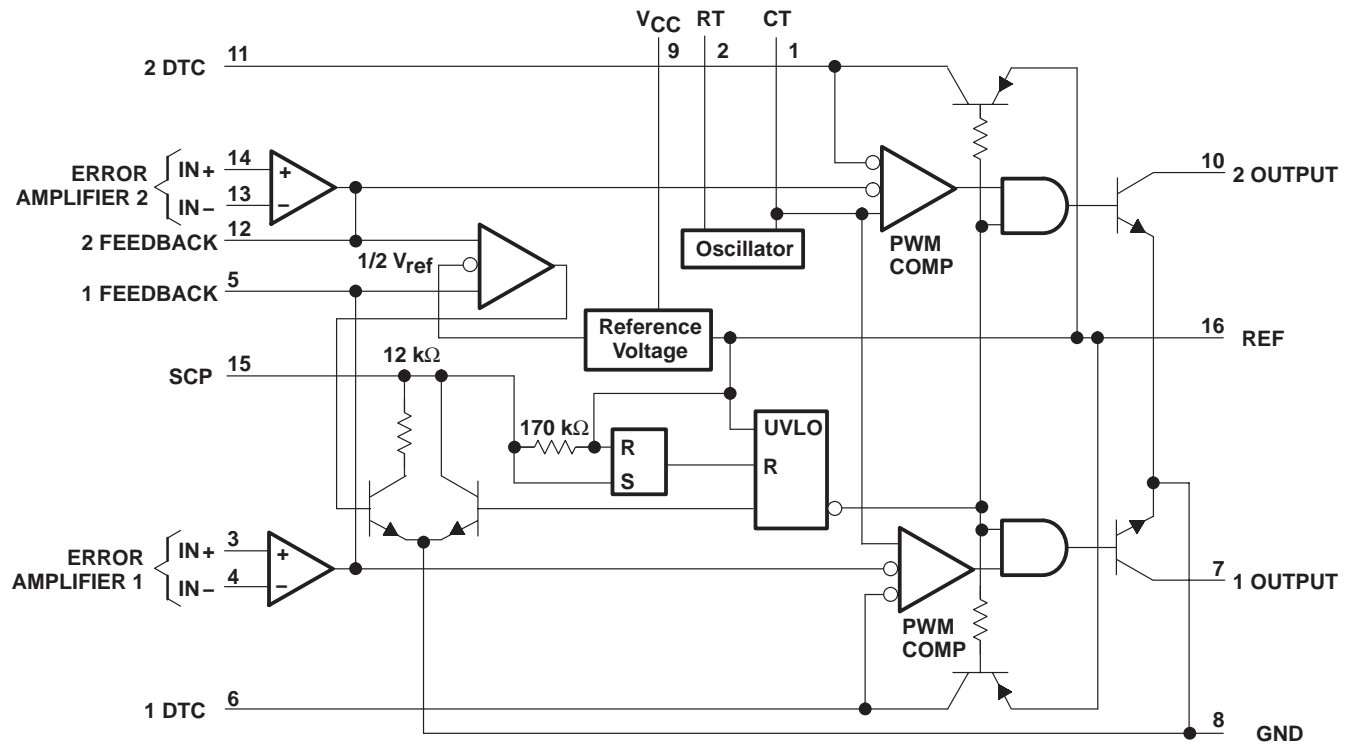 VCC RT CT
9 2 1
2 DTC 11
ERROR AMPLIFIER 2
IN+ 14
IN− 13
+
−
2 FEEDBACK 12
1/2 Vref
1 FEEDBACK 5
Oscillator
PWM COMP
10 2 OUTPUT
Reference Voltage
16 REF
SCP 15
12 kΩ
170 kΩ
R
S
UVLO
R
ERROR AMPLIFIER 1
IN+ 3
IN− 4
+
−
PWM COMP
7 1 OUTPUT
1 DTC 6
8 GND